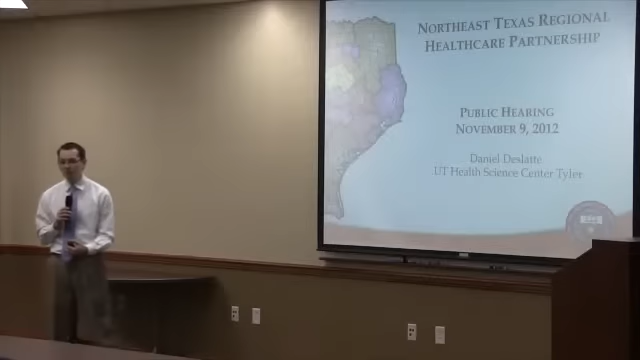 NORTHEAST TEXAS REGIONAL
HEALTHCARE PARTNERSHIP
PUBLIC HEARING
NOVEMBER 9, 2012
Daniel Deslatte
UT Health Science Center Tyler